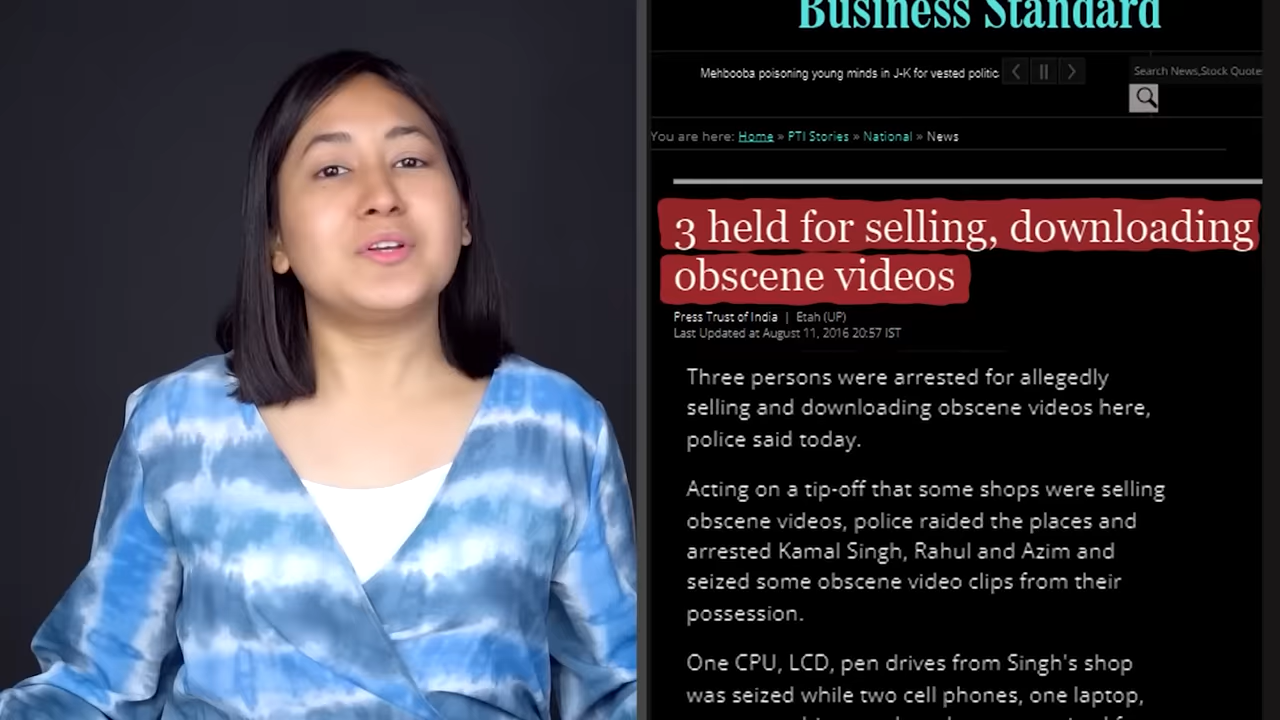 Business Standard
Mehbooba poisoning young minds in J-K for vested politic
Search News,Stock Quote
You are here: Home » PTI Stories » National » News
3 held for selling, downloading
obscene videos
Press Trust of India | Etah (UP)
Last Updated at August 11, 2016 20:57 IST
Three persons were arrested for allegedly
selling and downloading obscene videos here,
police said today.
Acting on a tip-off that some shops were selling
obscene videos, police raided the places and
arrested Kamal Singh, Rahul and Azim and
seized some obscene video clips from their
possession.
One CPU, LCD, pen drives from Singh's shop
was seized while two cell phones, one laptop,